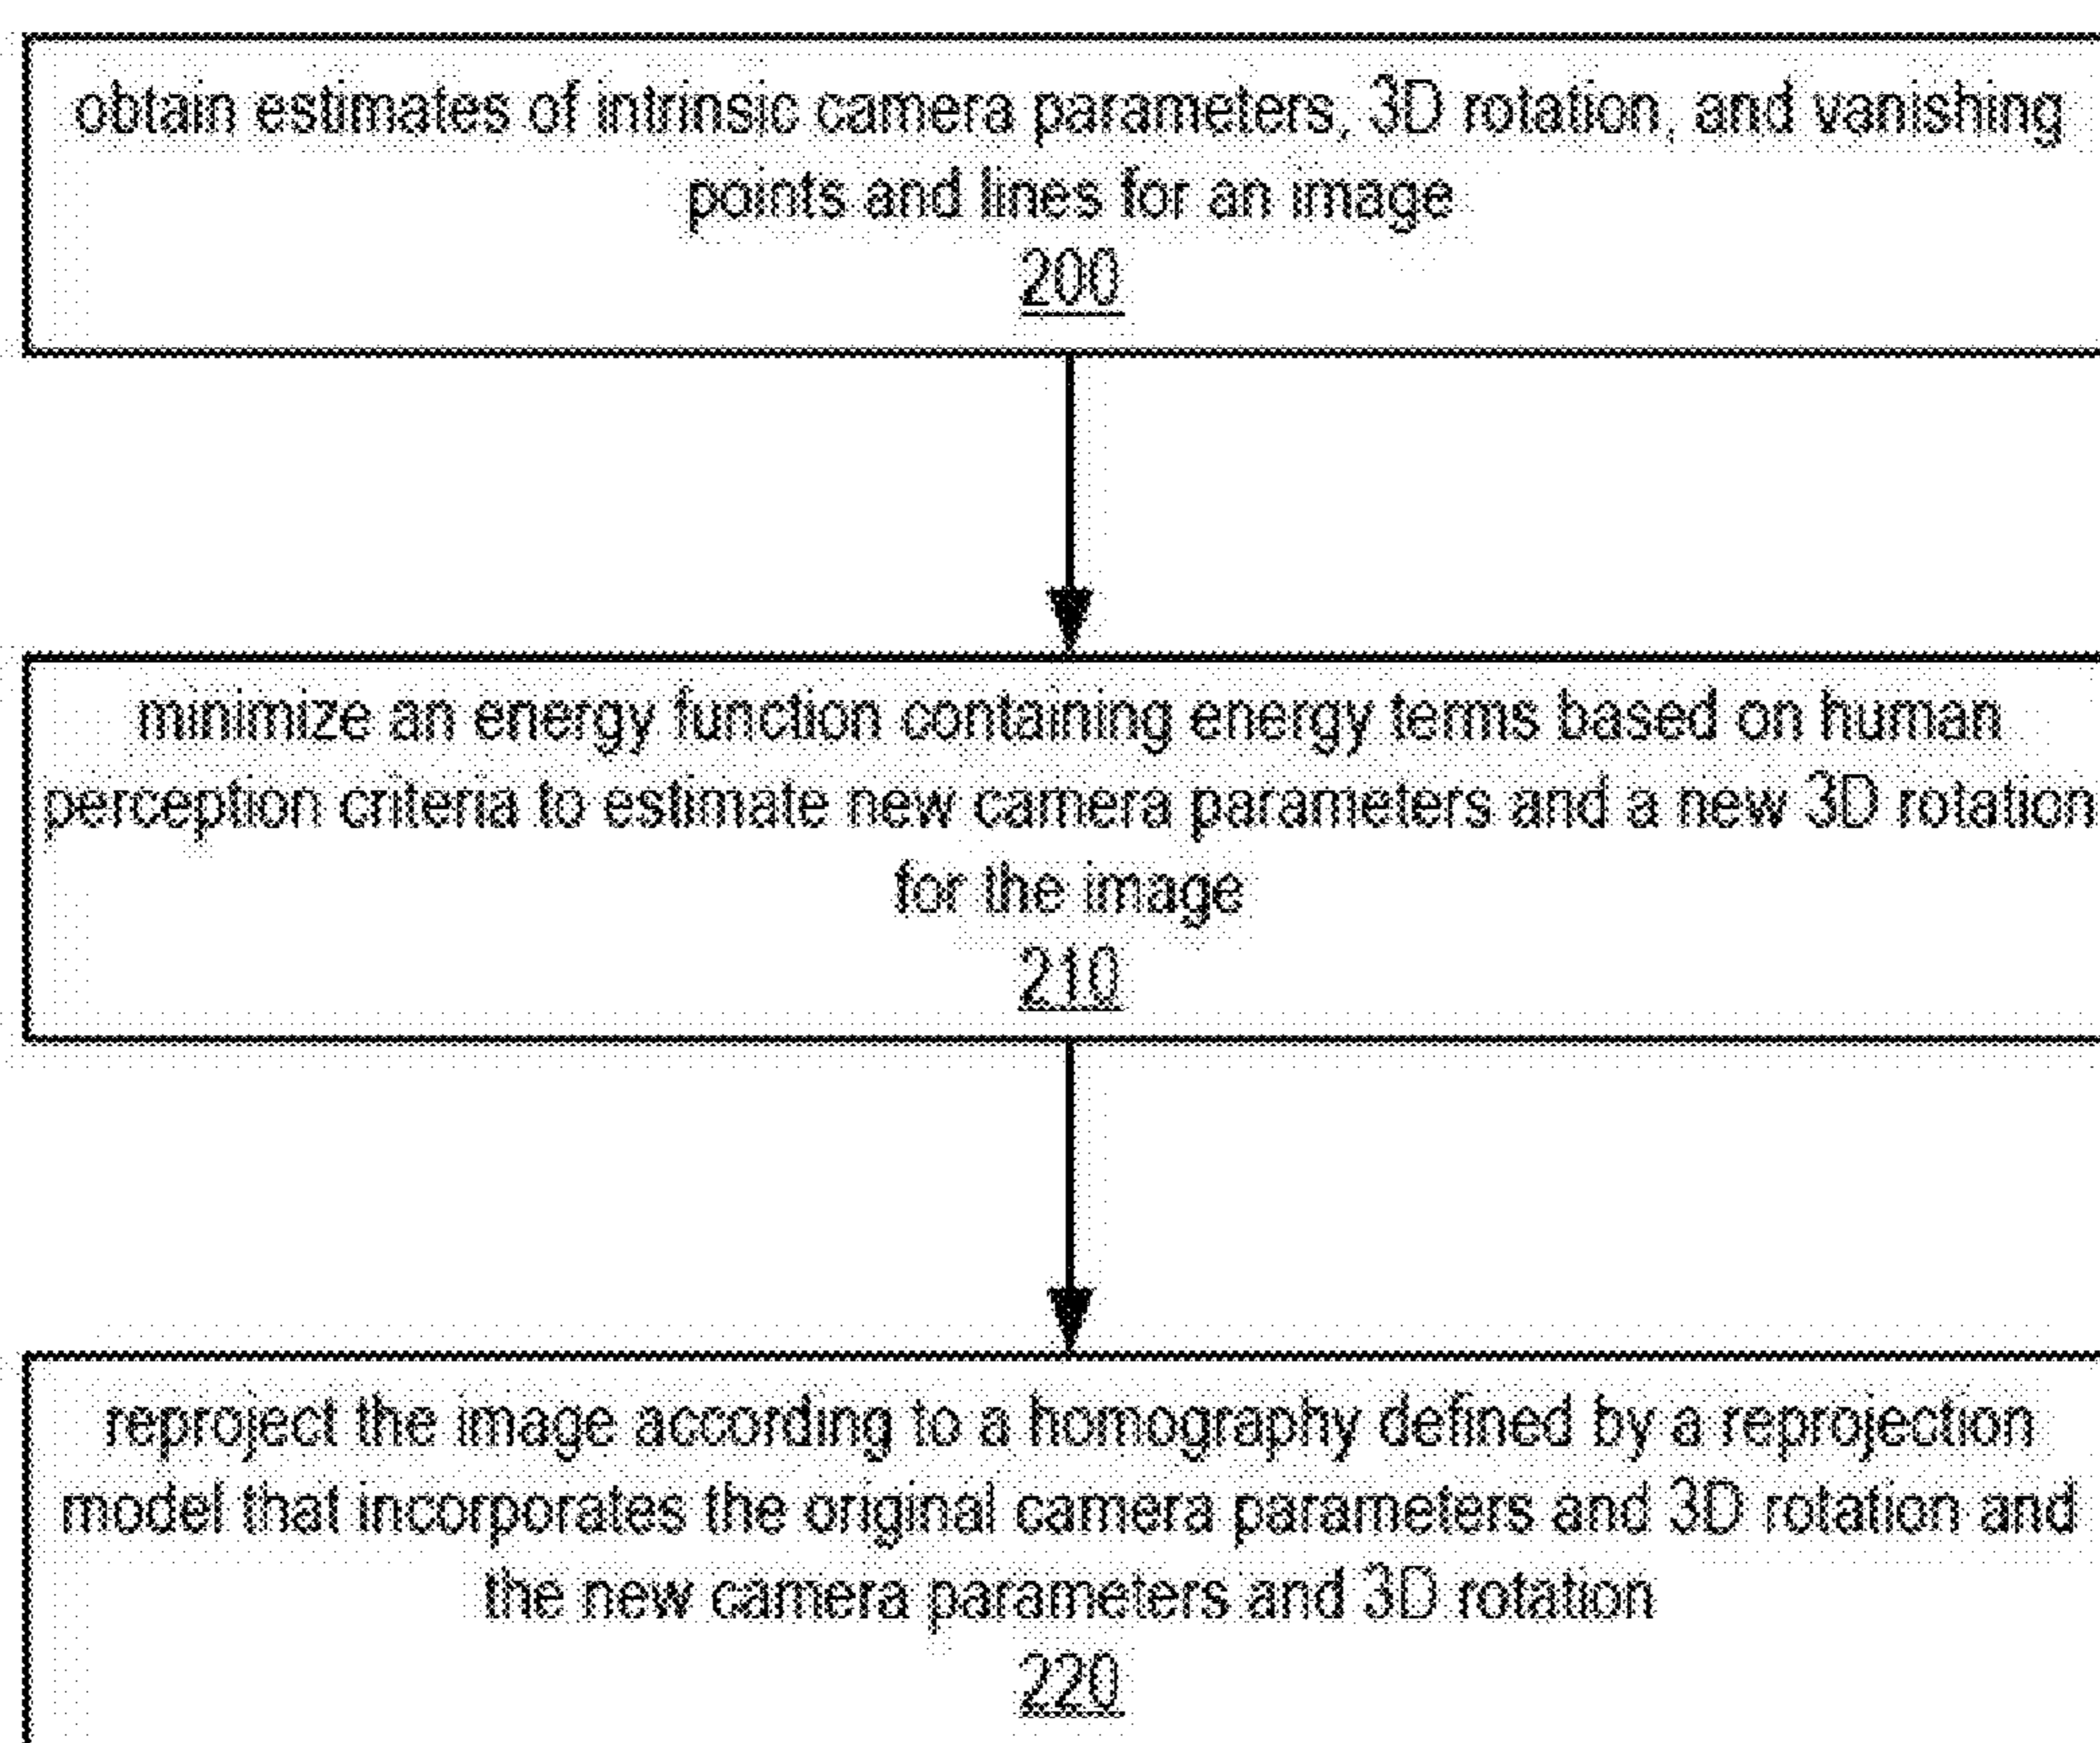 obtain estimates of intrinsic camera parameters, 3D rotation, and vanishing
points and lines for an image
200
minimize an energy function containing energy terms based on human
perception criteria to estimate new camera parameters and a new 3D rotation
for the image
210
reproject the image according to a homography defined by a reprojection
model that incorporates the original camera parameters and 3D rotation and
the new camera parameters and 3D rotation
220